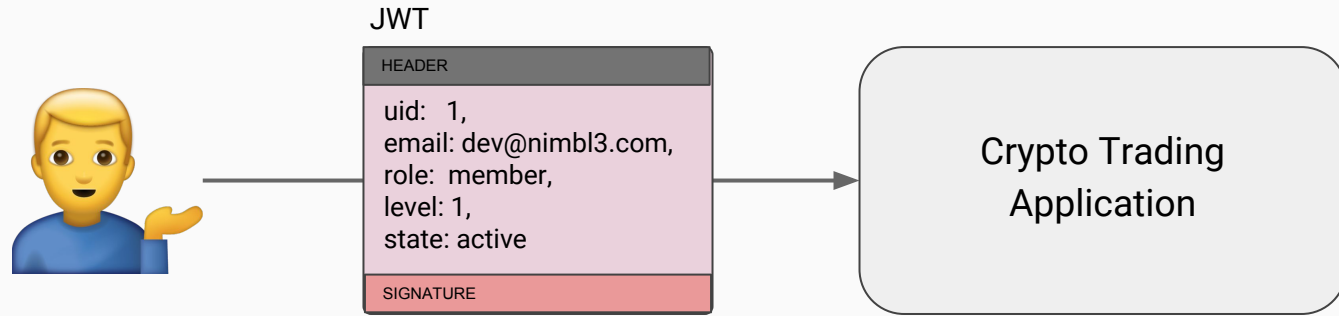 JWT
HEADER
uid: 1,
email: dev@nimbl3.com,
role: member,
level: 1,
state: active
SIGNATURE
Crypto Trading
Application